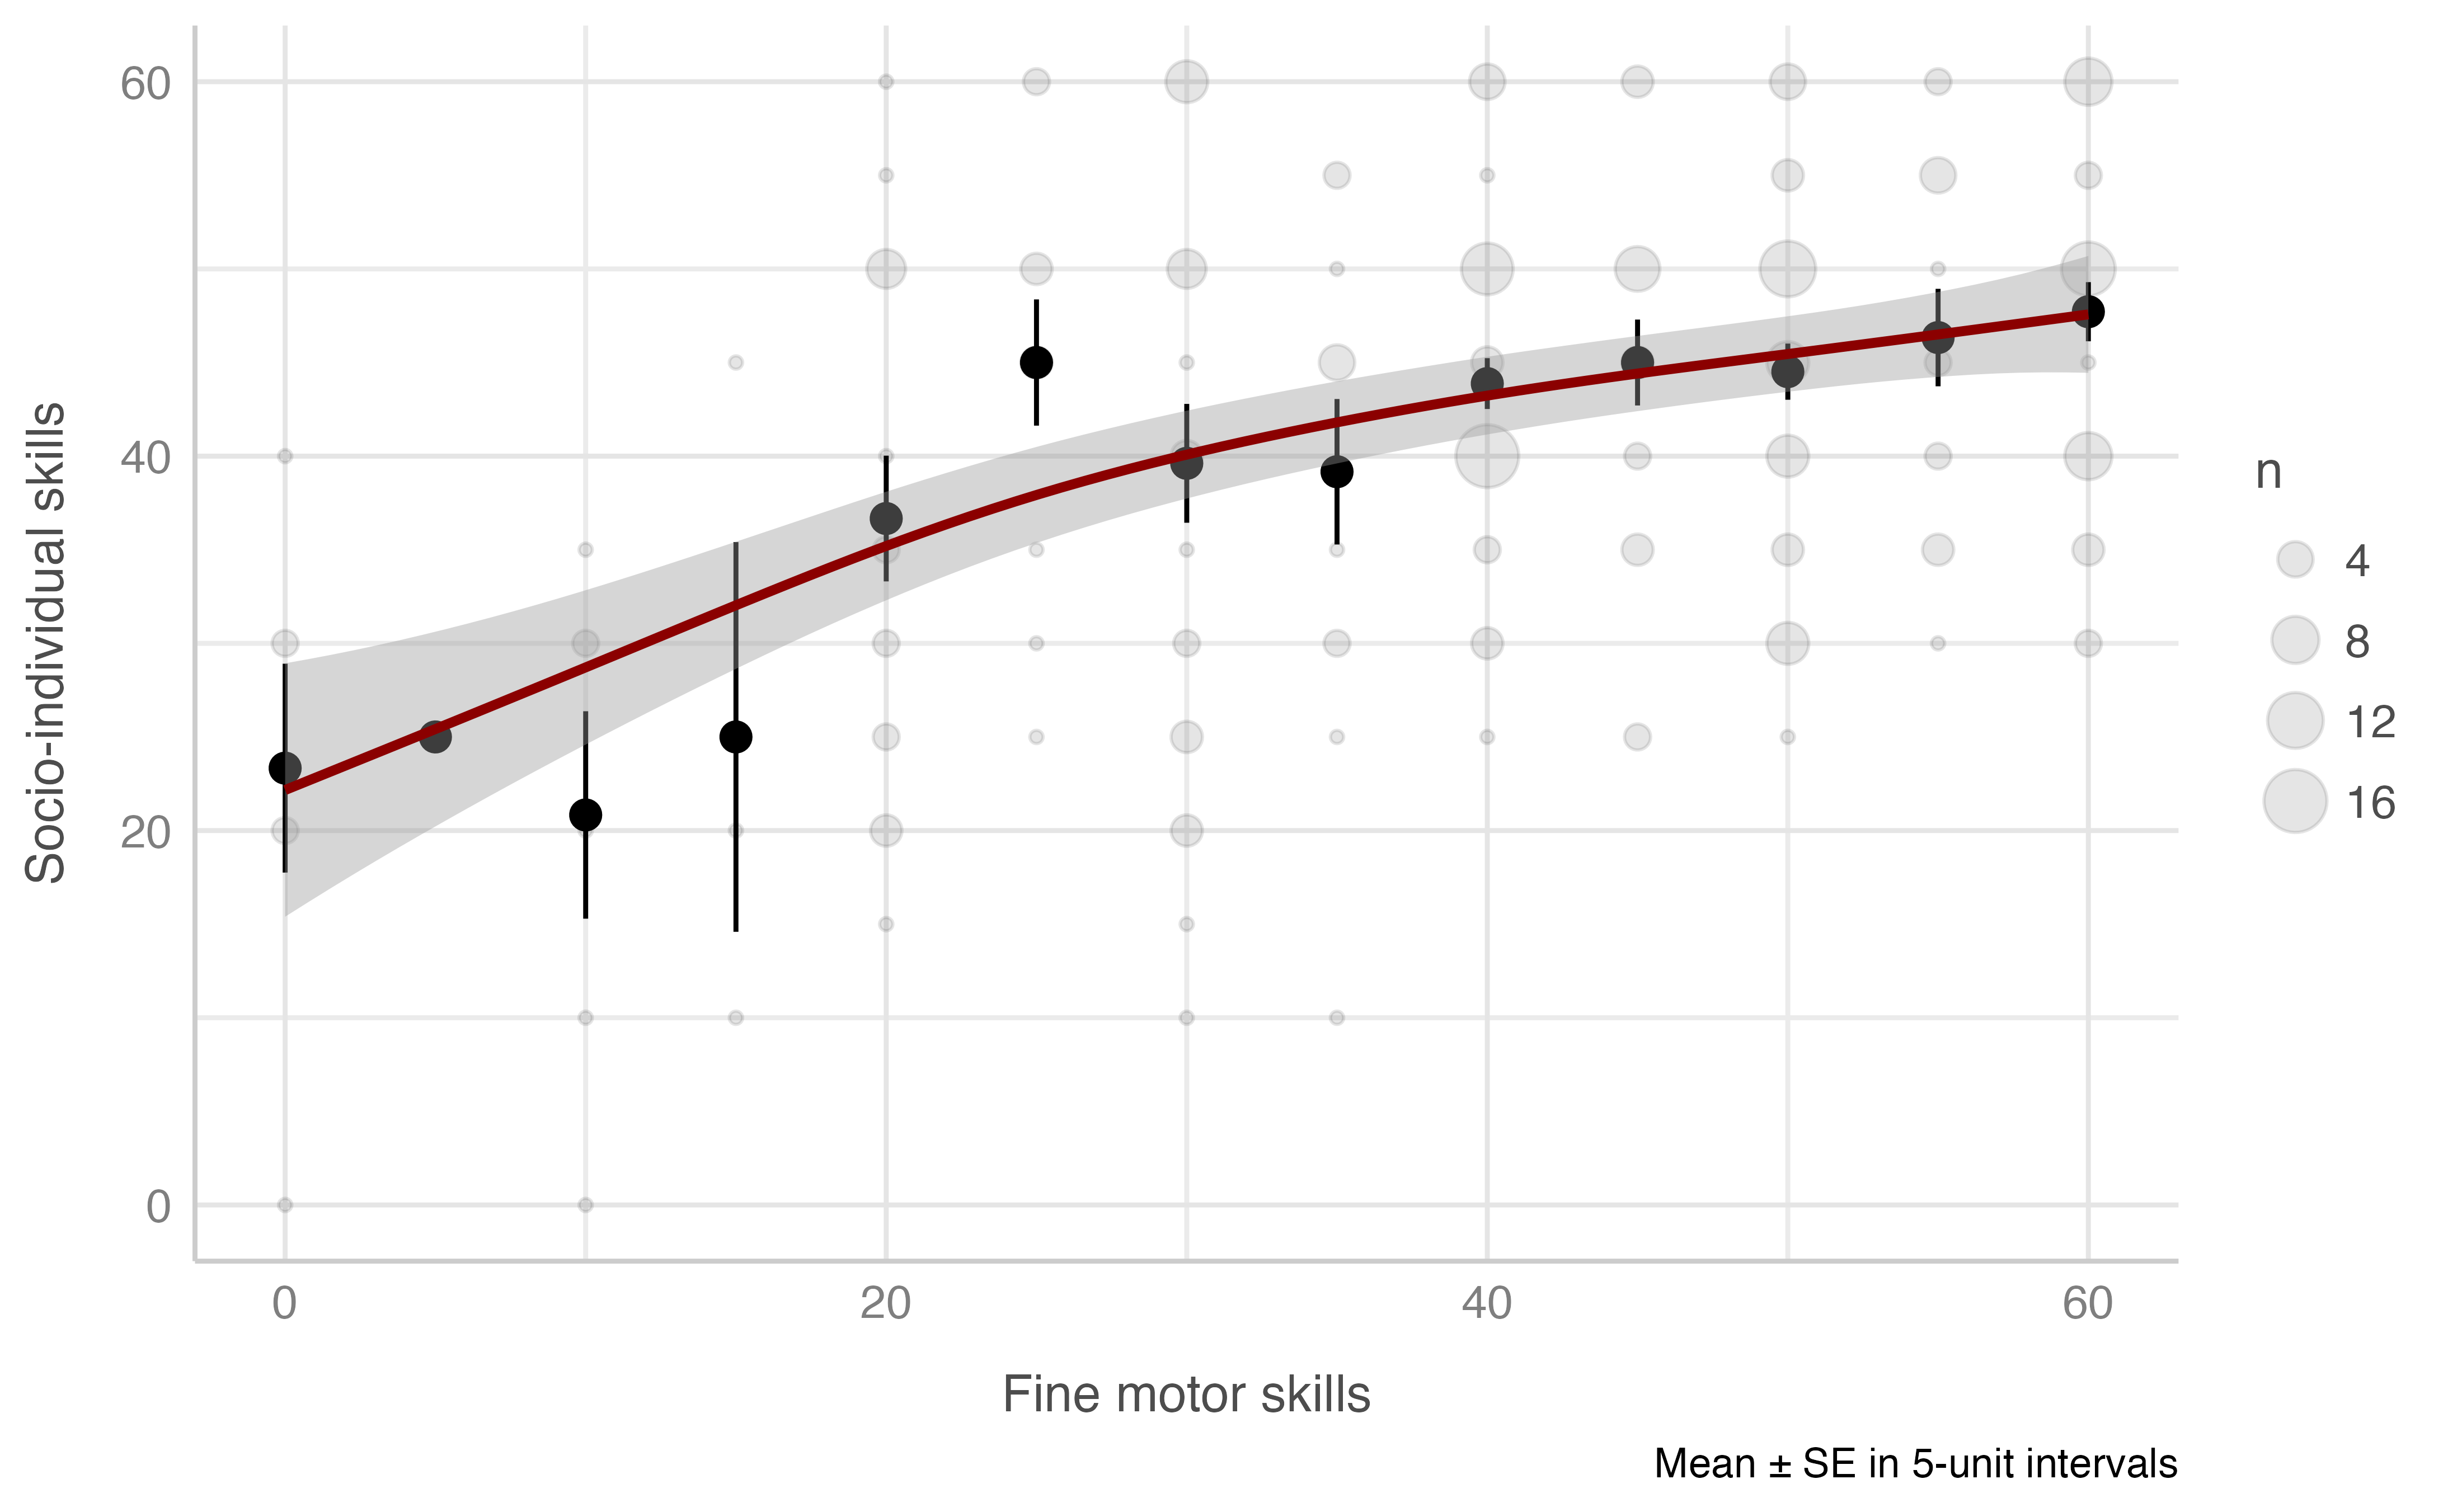 60
40
20
0
Socio-individual skills
0 20 40 60
Fine motor skills
n
4
8
12
16
Mean ± SE in 5-unit intervals